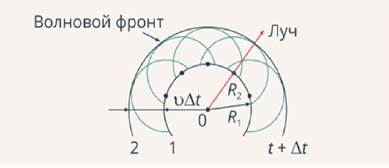 Волновой фронт
Луч
υΔt
R₂
0
R₁
2
1
t + Δt